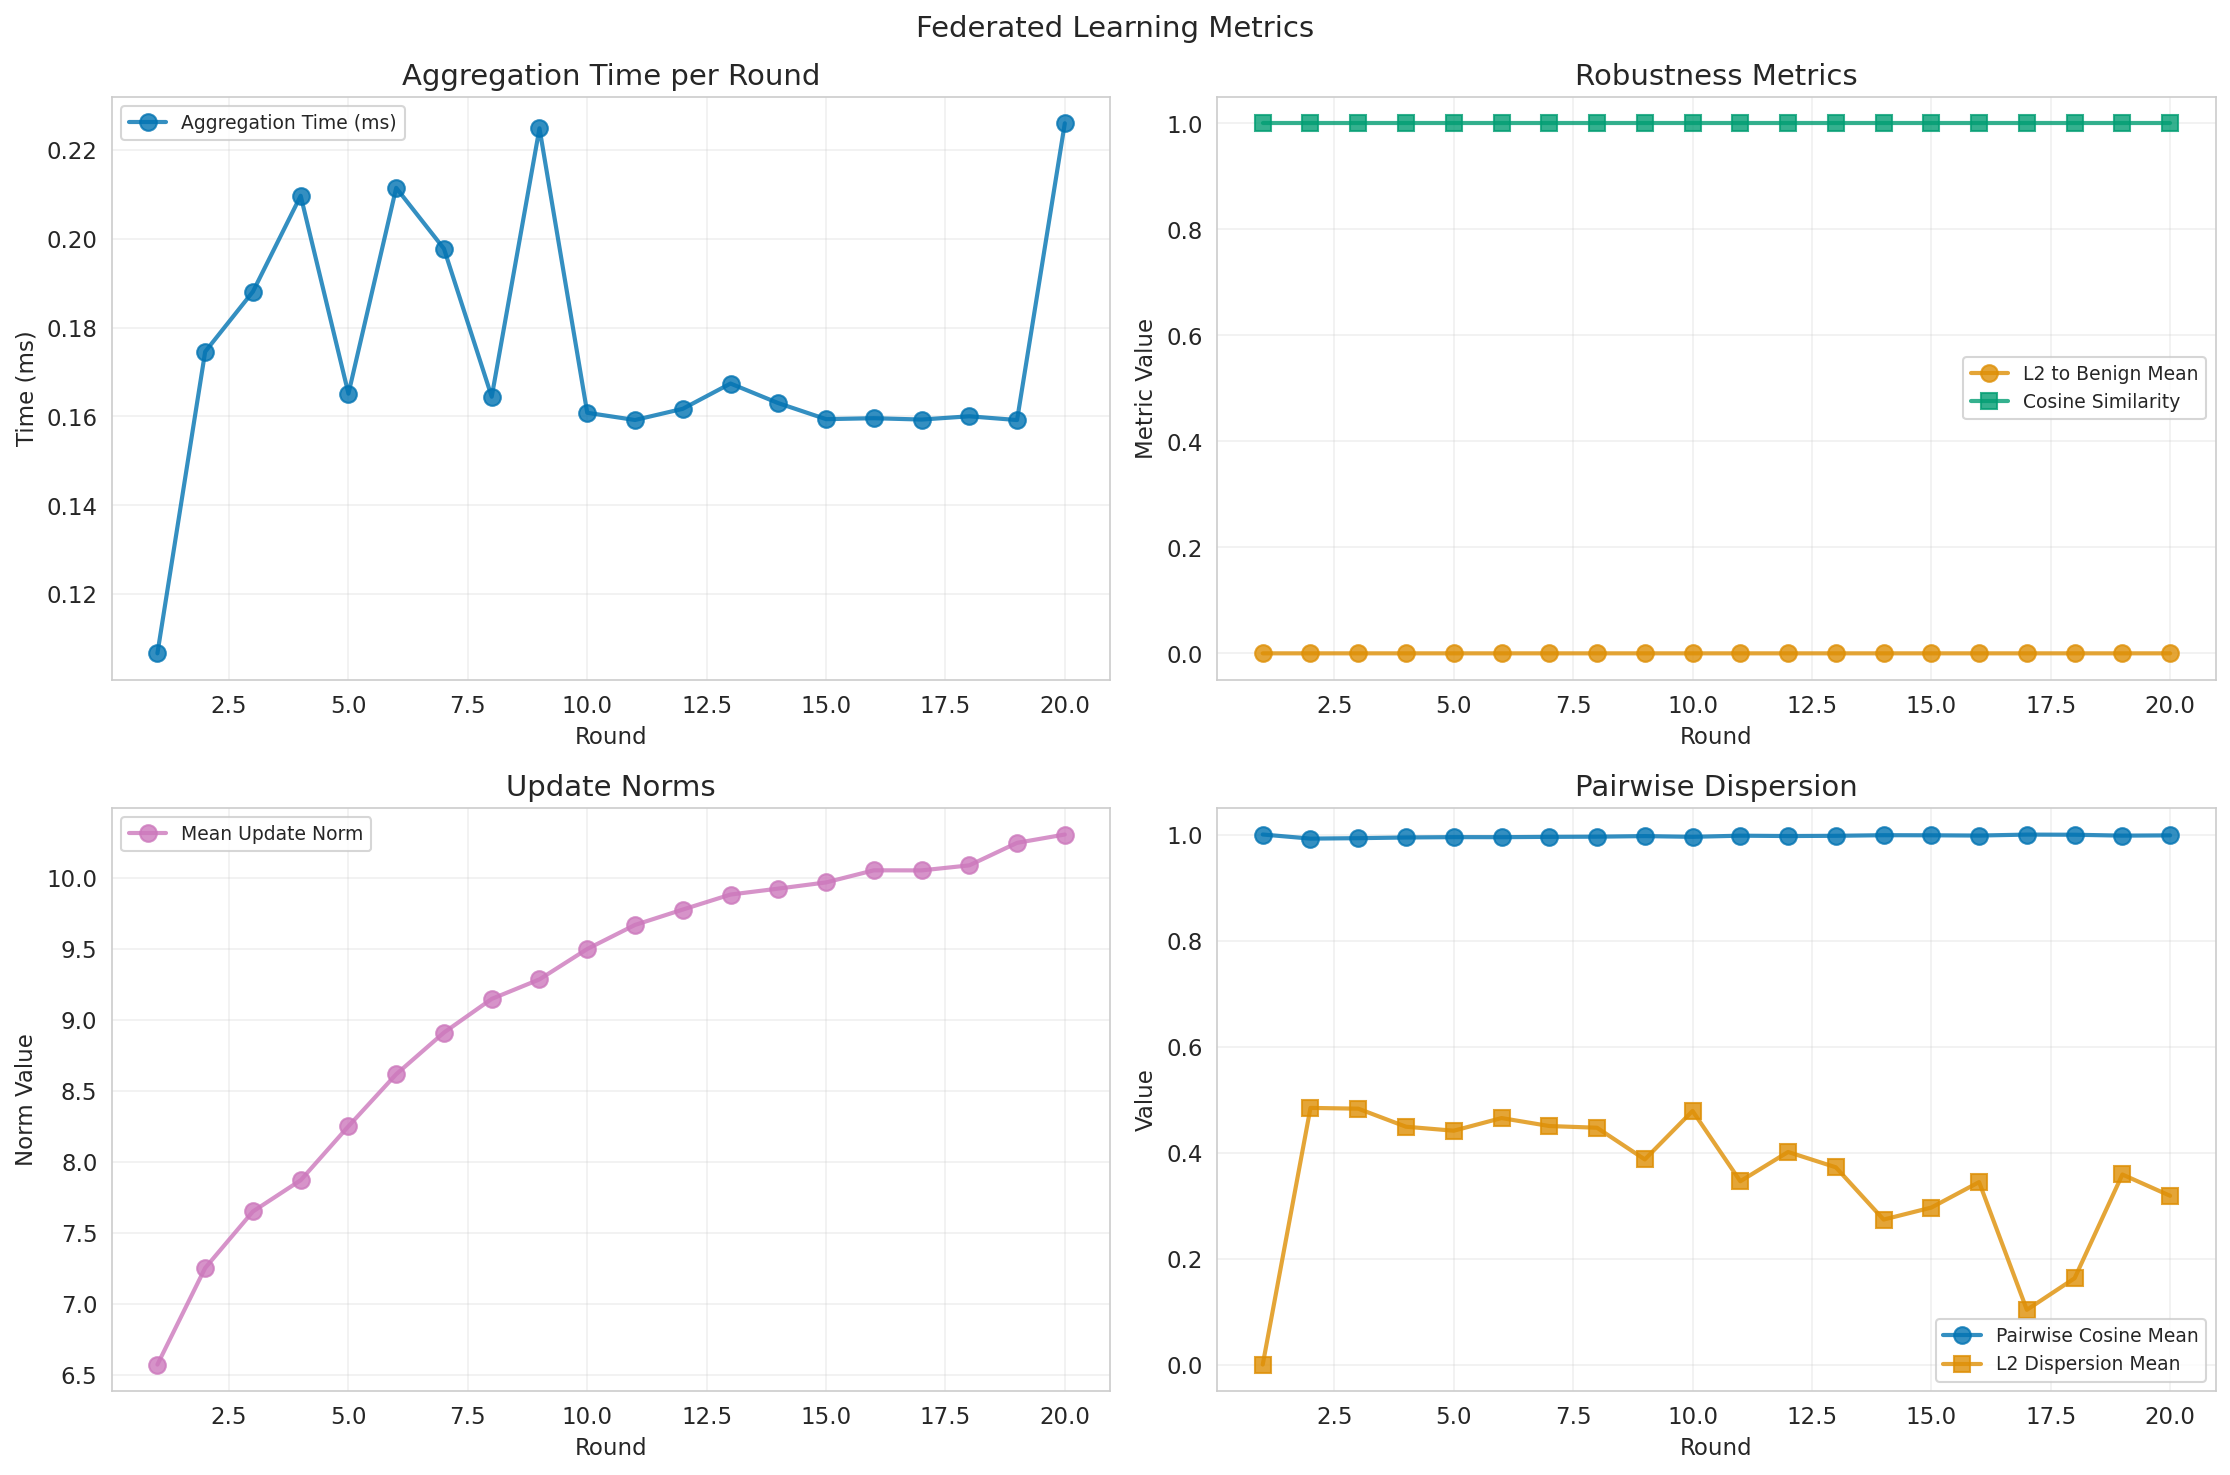 Federated Learning Metrics
Aggregation Time per Round
Aggregation Time (ms)
Time (ms)
0.22
0.20
0.18
0.16
0.14
0.12
2.5 5.0 7.5 10.0 12.5 15.0 17.5 20.0
Round
Robustness Metrics
Metric Value
1.0
0.8
0.6
0.4
0.2
0.0
L2 to Benign Mean
Cosine Similarity
2.5 5.0 7.5 10.0 12.5 15.0 17.5 20.0
Round
Update Norms
Mean Update Norm
Norm Value
10.0
9.5
9.0
8.5
8.0
7.5
7.0
6.5
2.5 5.0 7.5 10.0 12.5 15.0 17.5 20.0
Round
Pairwise Dispersion
Value
1.0
0.8
0.6
0.4
0.2
0.0
Pairwise Cosine Mean
L2 Dispersion Mean
2.5 5.0 7.5 10.0 12.5 15.0 17.5 20.0
Round